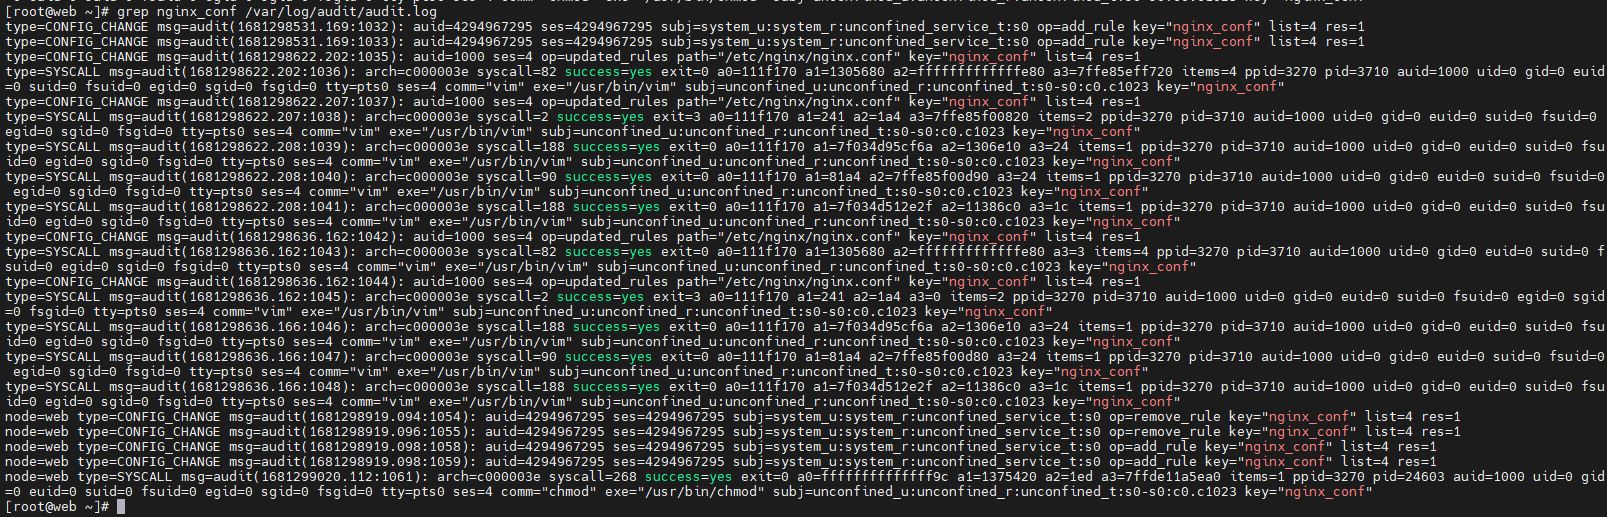 [root@web ~]# grep nginx_conf /var/log/audit/audit.log
type=CONFIG_CHANGE msg=audit(1681298531.169:1032): auid=4294967295 ses=4294967295 subj=system_u:system_r:unconfined_service_t:s0 op=add_rule key="nginx_conf" list=4 res=1
type=CONFIG_CHANGE msg=audit(1681298531.169:1033): auid=4294967295 ses=4294967295 subj=system_u:system_r:unconfined_service_t:s0 op=add_rule key="nginx_conf" list=4 res=1
type=CONFIG_CHANGE msg=audit(1681298622.202:1035): auid=1000 ses=4 op=updated_rules path="/etc/nginx/nginx.conf" key="nginx_conf" list=4 res=1
type=SYSCALL msg=audit(1681298622.202:1036): arch=c000003e syscall=82 success=yes exit=0 a0=111f170 a1=1305680 a2=fffffffffffffe80 a3=7ffe85eff720 items=4 ppid=3270 pid=3710 auid=1000 uid=0 gid=0 euid
=0 suid=0 fsuid=0 egid=0 sgid=0 fsgid=0 tty=pts0 ses=4 comm="vim" exe="/usr/bin/vim" subj=unconfined_u:unconfined_r:unconfined_t:s0-s0:c0.c1023 key="nginx_conf"
type=CONFIG_CHANGE msg=audit(1681298622.207:1037): auid=1000 ses=4 op=updated_rules path="/etc/nginx/nginx.conf" key="nginx_conf" list=4 res=1
type=SYSCALL msg=audit(1681298622.207:1038): arch=c000003e syscall=2 success=yes exit=3 a0=111f170 a1=241 a2=1a4 a3=7ffe85f00820 items=2 ppid=3270 pid=3710 auid=1000 uid=0 gid=0 euid=0 suid=0 fsuid=0
egid=0 sgid=0 fsgid=0 tty=pts0 ses=4 comm="vim" exe="/usr/bin/vim" subj=unconfined_u:unconfined_r:unconfined_t:s0-s0:c0.c1023 key="nginx_conf"
type=SYSCALL msg=audit(1681298622.208:1039): arch=c000003e syscall=188 success=yes exit=0 a0=111f170 a1=7f034d95cf6a a2=1306e10 a3=24 items=1 ppid=3270 pid=3710 auid=1000 uid=0 gid=0 euid=0 suid=0 fsu
id=0 egid=0 sgid=0 fsgid=0 tty=pts0 ses=4 comm="vim" exe="/usr/bin/vim" subj=unconfined_u:unconfined_r:unconfined_t:s0-s0:c0.c1023 key="nginx_conf"
type=SYSCALL msg=audit(1681298622.208:1040): arch=c000003e syscall=90 success=yes exit=0 a0=111f170 a1=81a4 a2=7ffe85f00d90 a3=24 items=1 ppid=3270 pid=3710 auid=1000 uid=0 gid=0 euid=0 suid=0 fsuid=0
egid=0 sgid=0 fsgid=0 tty=pts0 ses=4 comm="vim" exe="/usr/bin/vim" subj=unconfined_u:unconfined_r:unconfined_t:s0-s0:c0.c1023 key="nginx_conf"
type=SYSCALL msg=audit(1681298622.208:1041): arch=c000003e syscall=188 success=yes exit=0 a0=111f170 a1=7f034d512e2f a2=11386c0 a3=1c items=1 ppid=3270 pid=3710 auid=1000 uid=0 gid=0 euid=0 suid=0 fsu
id=0 egid=0 sgid=0 fsgid=0 tty=pts0 ses=4 comm="vim" exe="/usr/bin/vim" subj=unconfined_u:unconfined_r:unconfined_t:s0-s0:c0.c1023 key="nginx_conf"
type=CONFIG_CHANGE msg=audit(1681298636.162:1042): auid=1000 ses=4 op=updated_rules path="/etc/nginx/nginx.conf" key="nginx_conf" list=4 res=1
type=SYSCALL msg=audit(1681298636.162:1043): arch=c000003e syscall=82 success=yes exit=0 a0=111f170 a1=1305680 a2=fffffffffffffe80 a3=3 items=4 ppid=3270 pid=3710 auid=1000 uid=0 gid=0 euid=0 suid=0 f
suid=0 egid=0 sgid=0 fsgid=0 tty=pts0 ses=4 comm="vim" exe="/usr/bin/vim" subj=unconfined_u:unconfined_r:unconfined_t:s0-s0:c0.c1023 key="nginx_conf"
type=CONFIG_CHANGE msg=audit(1681298636.162:1044): auid=1000 ses=4 op=updated_rules path="/etc/nginx/nginx.conf" key="nginx_conf" list=4 res=1
type=SYSCALL msg=audit(1681298636.162:1045): arch=c000003e syscall=2 success=yes exit=3 a0=111f170 a1=241 a2=1a4 a3=0 items=2 ppid=3270 pid=3710 auid=1000 uid=0 gid=0 euid=0 suid=0 fsuid=0 egid=0 sgid
=0 fsgid=0 tty=pts0 ses=4 comm="vim" exe="/usr/bin/vim" subj=unconfined_u:unconfined_r:unconfined_t:s0-s0:c0.c1023 key="nginx_conf"
type=SYSCALL msg=audit(1681298636.166:1046): arch=c000003e syscall=188 success=yes exit=0 a0=111f170 a1=7f034d95cf6a a2=1306e10 a3=24 items=1 ppid=3270 pid=3710 auid=1000 uid=0 gid=0 euid=0 suid=0 fsu
id=0 egid=0 sgid=0 fsgid=0 tty=pts0 ses=4 comm="vim" exe="/usr/bin/vim" subj=unconfined_u:unconfined_r:unconfined_t:s0-s0:c0.c1023 key="nginx_conf"
type=SYSCALL msg=audit(1681298636.166:1047): arch=c000003e syscall=90 success=yes exit=0 a0=111f170 a1=81a4 a2=7ffe85f00d80 a3=24 items=1 ppid=3270 pid=3710 auid=1000 uid=0 gid=0 euid=0 suid=0 fsuid=0
egid=0 sgid=0 fsgid=0 tty=pts0 ses=4 comm="vim" exe="/usr/bin/vim" subj=unconfined_u:unconfined_r:unconfined_t:s0-s0:c0.c1023 key="nginx_conf"
type=SYSCALL msg=audit(1681298636.166:1048): arch=c000003e syscall=188 success=yes exit=0 a0=111f170 a1=7f034d512e2f a2=11386c0 a3=1c items=1 ppid=3270 pid=3710 auid=1000 uid=0 gid=0 euid=0 suid=0 fsu
id=0 egid=0 sgid=0 fsgid=0 tty=pts0 ses=4 comm="vim" exe="/usr/bin/vim" subj=unconfined_u:unconfined_r:unconfined_t:s0-s0:c0.c1023 key="nginx_conf"
node=web type=CONFIG_CHANGE msg=audit(1681298919.094:1054): auid=4294967295 ses=4294967295 subj=system_u:system_r:unconfined_service_t:s0 op=remove_rule key="nginx_conf" list=4 res=1
node=web type=CONFIG_CHANGE msg=audit(1681298919.096:1055): auid=4294967295 ses=4294967295 subj=system_u:system_r:unconfined_service_t:s0 op=remove_rule key="nginx_conf" list=4 res=1
node=web type=CONFIG_CHANGE msg=audit(1681298919.098:1058): auid=4294967295 ses=4294967295 subj=system_u:system_r:unconfined_service_t:s0 op=add_rule key="nginx_conf" list=4 res=1
node=web type=CONFIG_CHANGE msg=audit(1681298919.098:1059): auid=4294967295 ses=4294967295 subj=system_u:system_r:unconfined_service_t:s0 op=add_rule key="nginx_conf" list=4 res=1
node=web type=SYSCALL msg=audit(1681299020.112:1061): arch=c000003e syscall=268 success=yes exit=0 a0=ffffffffffffff9c a1=1375420 a2=1ed a3=7ffde11a5ea0 items=1 ppid=3270 pid=24603 auid=1000 uid=0 gid
=0 euid=0 suid=0 fsuid=0 egid=0 sgid=0 fsgid=0 tty=pts0 ses=4 comm="chmod" exe="/usr/bin/chmod" subj=unconfined_u:unconfined_r:unconfined_t:s0-s0:c0.c1023 key="nginx_conf"
[root@web ~]#